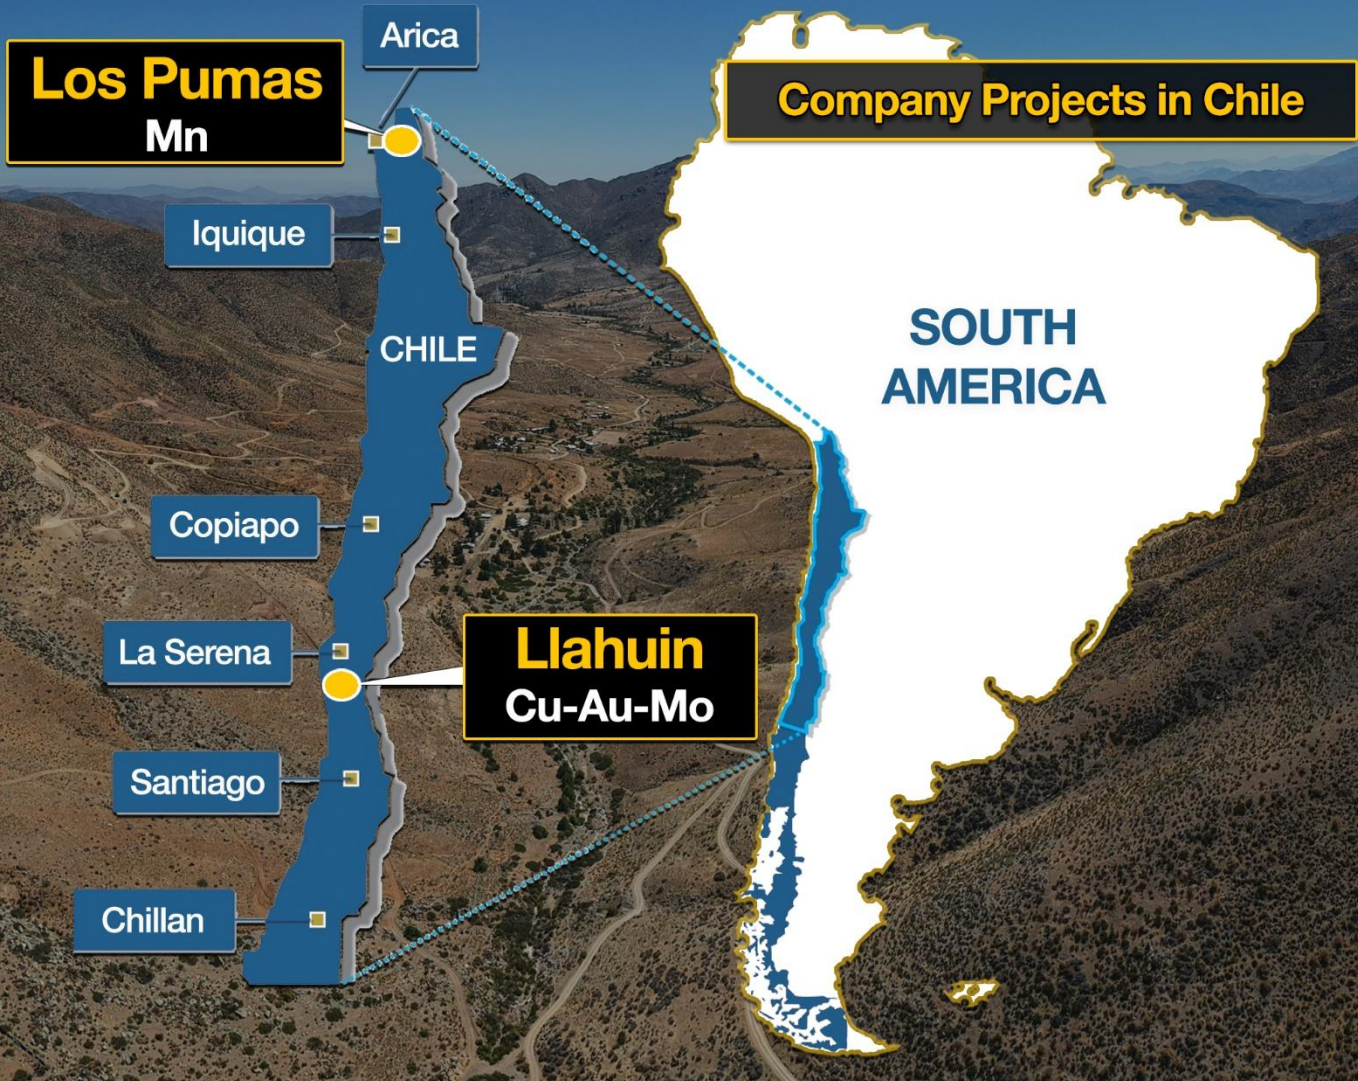 Arica
Los Pumas
Mn
Company Projects in Chile
Iquique
CHILE
SOUTH
AMERICA
Copiapo
La Serena
Llahuin
Cu-Au-Mo
Santiago
Chillan